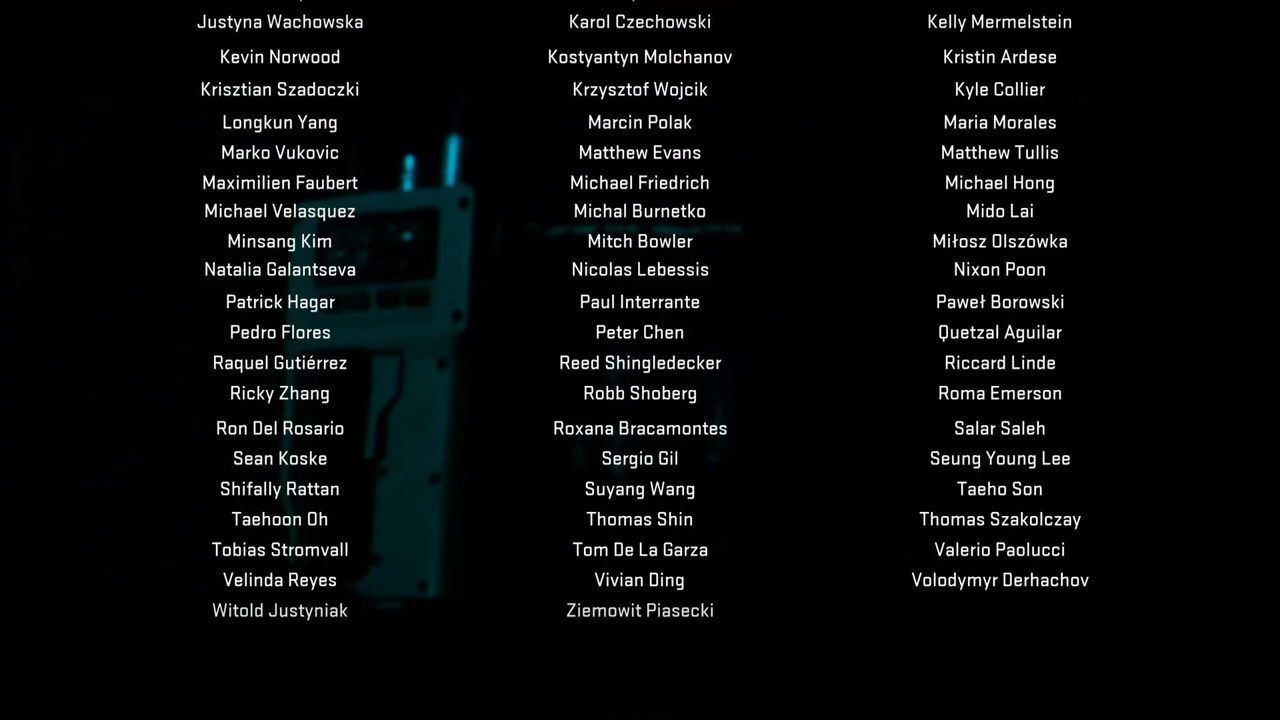 Justyna Wachowska Karol Czechowski Kelly Mermelstein
Kevin Norwood Kostyantyn Molchanov Kristin Ardese
Krisztian Szadoczki Krzysztof Wojcik Kyle Collier
Longkun Yang Marcin Polak Maria Morales
Marko Vukovic Matthew Evans Matthew Tullis
Maximilien Faubert Michael Friedrich Michael Hong
Michael Velasquez Michal Burnetko Mido Lai
Minsang Kim Mitch Bowler Miłosz Olszówka
Natalia Galantseva Nicolas Lebessis Nixon Poon
Patrick Hagar Paul Interrante Paweł Borowski
Pedro Flores Peter Chen Quetzal Aguilar
Raquel Gutiérrez Reed Shingledecker Riccard Linde
Ricky Zhang Robb Shoberg Roma Emerson
Ron Del Rosario Roxana Bracamontes Salar Saleh
Sean Koske Sergio Gil Seung Young Lee
Shifally Rattan Suyang Wang Taeho Son
Taehoon Oh Thomas Shin Thomas Szakolczay
Tobias Stromvall Tom De La Garza Valerio Paolucci
Velinda Reyes Vivian Ding Volodymyr Derhachov
Witold Justyniak Ziemowit Piasecki